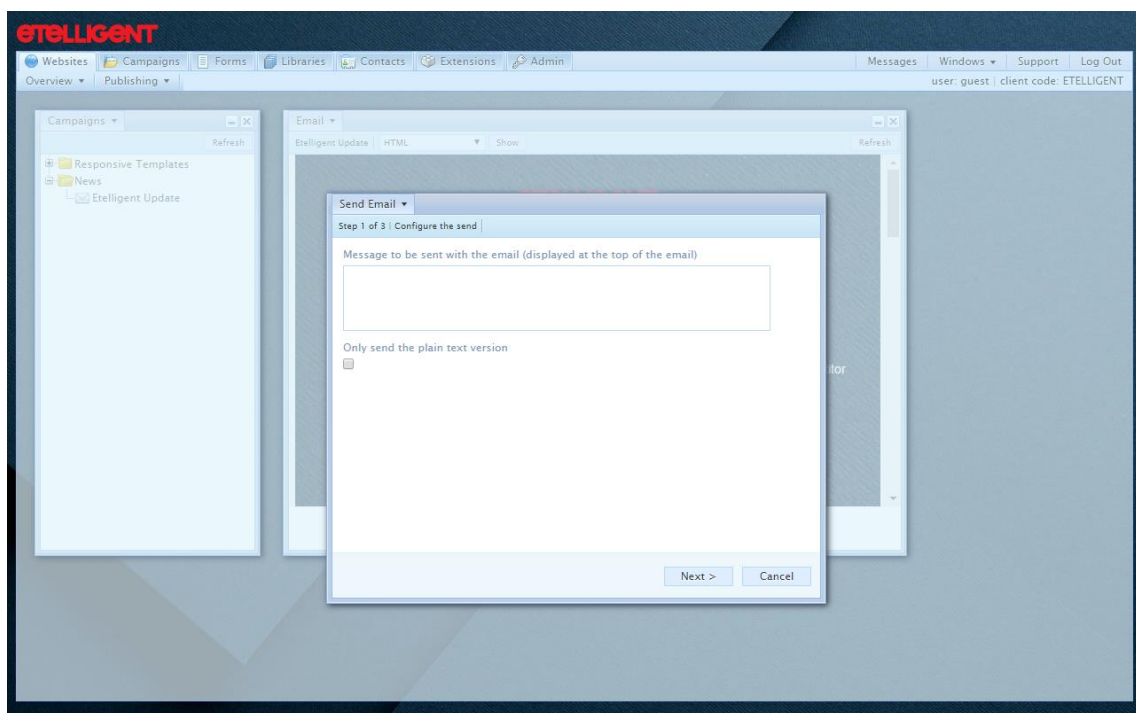 eTELLIGeNT
Websites Campaigns Forms Libraries Contacts Extensions Admin Messages Windows Support Log Out
Overview Publishing user: guest client code: ETELLIGENT
Campaigns Email
Refresh Etelligent Update HTML Show Refresh
Responsive Templates
News
Etelligent Update
Send Email
Step 1 of 3 Configure the send
Message to be sent with the email (displayed at the top of the email)
Only send the plain text version
itor
Next > Cancel